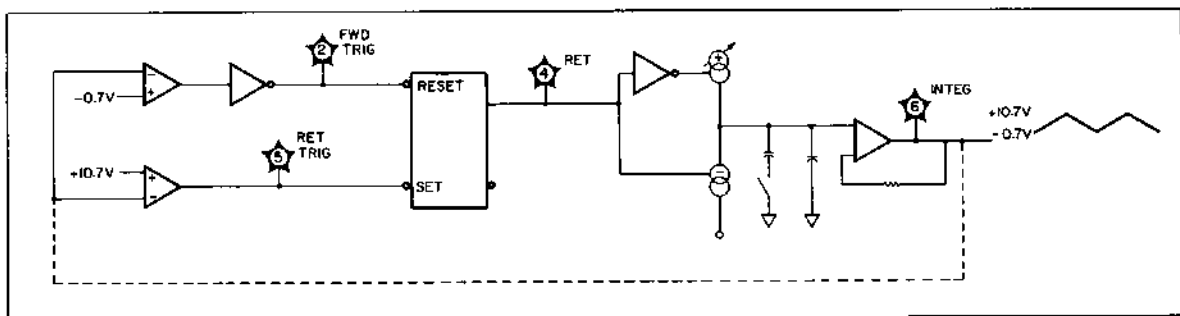 2 FWD
TRIG
-0.7V
- +
RESET
4 RET
+
6 INTEG
+10.7V
-0.7V
5 RET
TRIG
+10.7V
+ -
SET
-